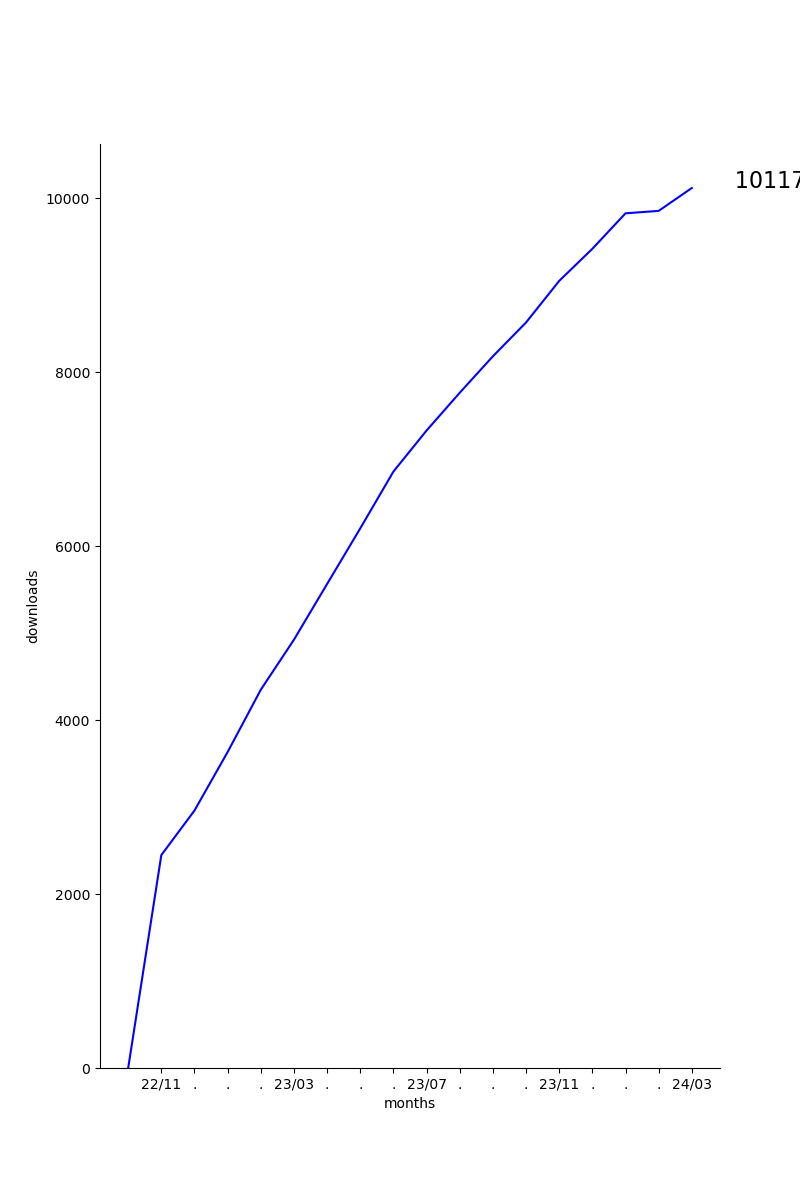 10117
10000
8000
6000
4000
2000
0
downloads
22/11 . . . 23/03 . . . 23/07 . . . 23/11 . . . 24/03
months